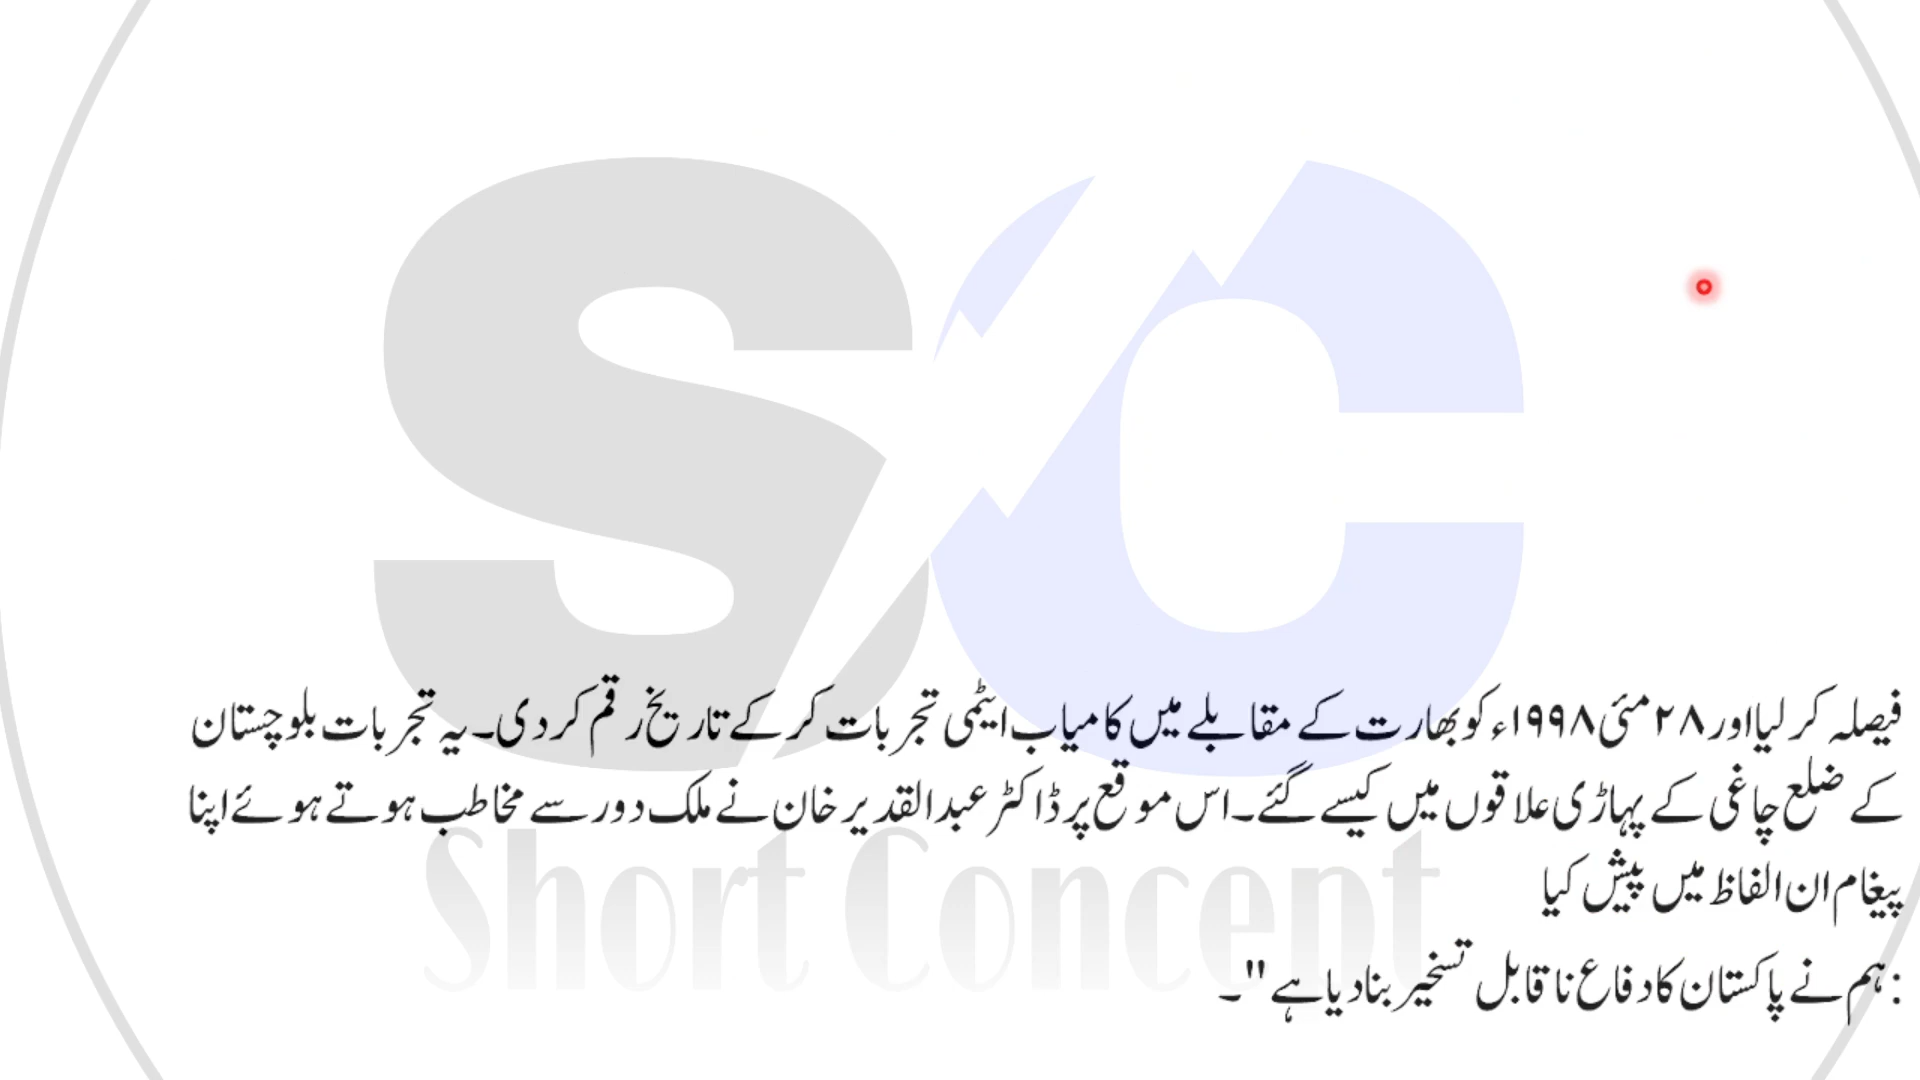 فیصلہ کر لیا اور ۲۸ مئی ۱۹۹۸ء کو بھارت کے مقابلے میں کامیاب ایٹمی تجربات کر کے تاریخ رقم کر دی۔ یہ تجربات بلوچستان
کے ضلع چاغی کے پہاڑی علاقوں میں کیسے گئے۔ اس موقع پر ڈاکٹر عبدالقدیر خان نے ملک دور سے مخاطب ہوتے ہوئے اپنا
پیغام ان الفاظ میں پیش کیا
: ہم نے پاکستان کا دفاع ناقابل تسخیر بنا دیا ہے "۔
SC
Short Concept